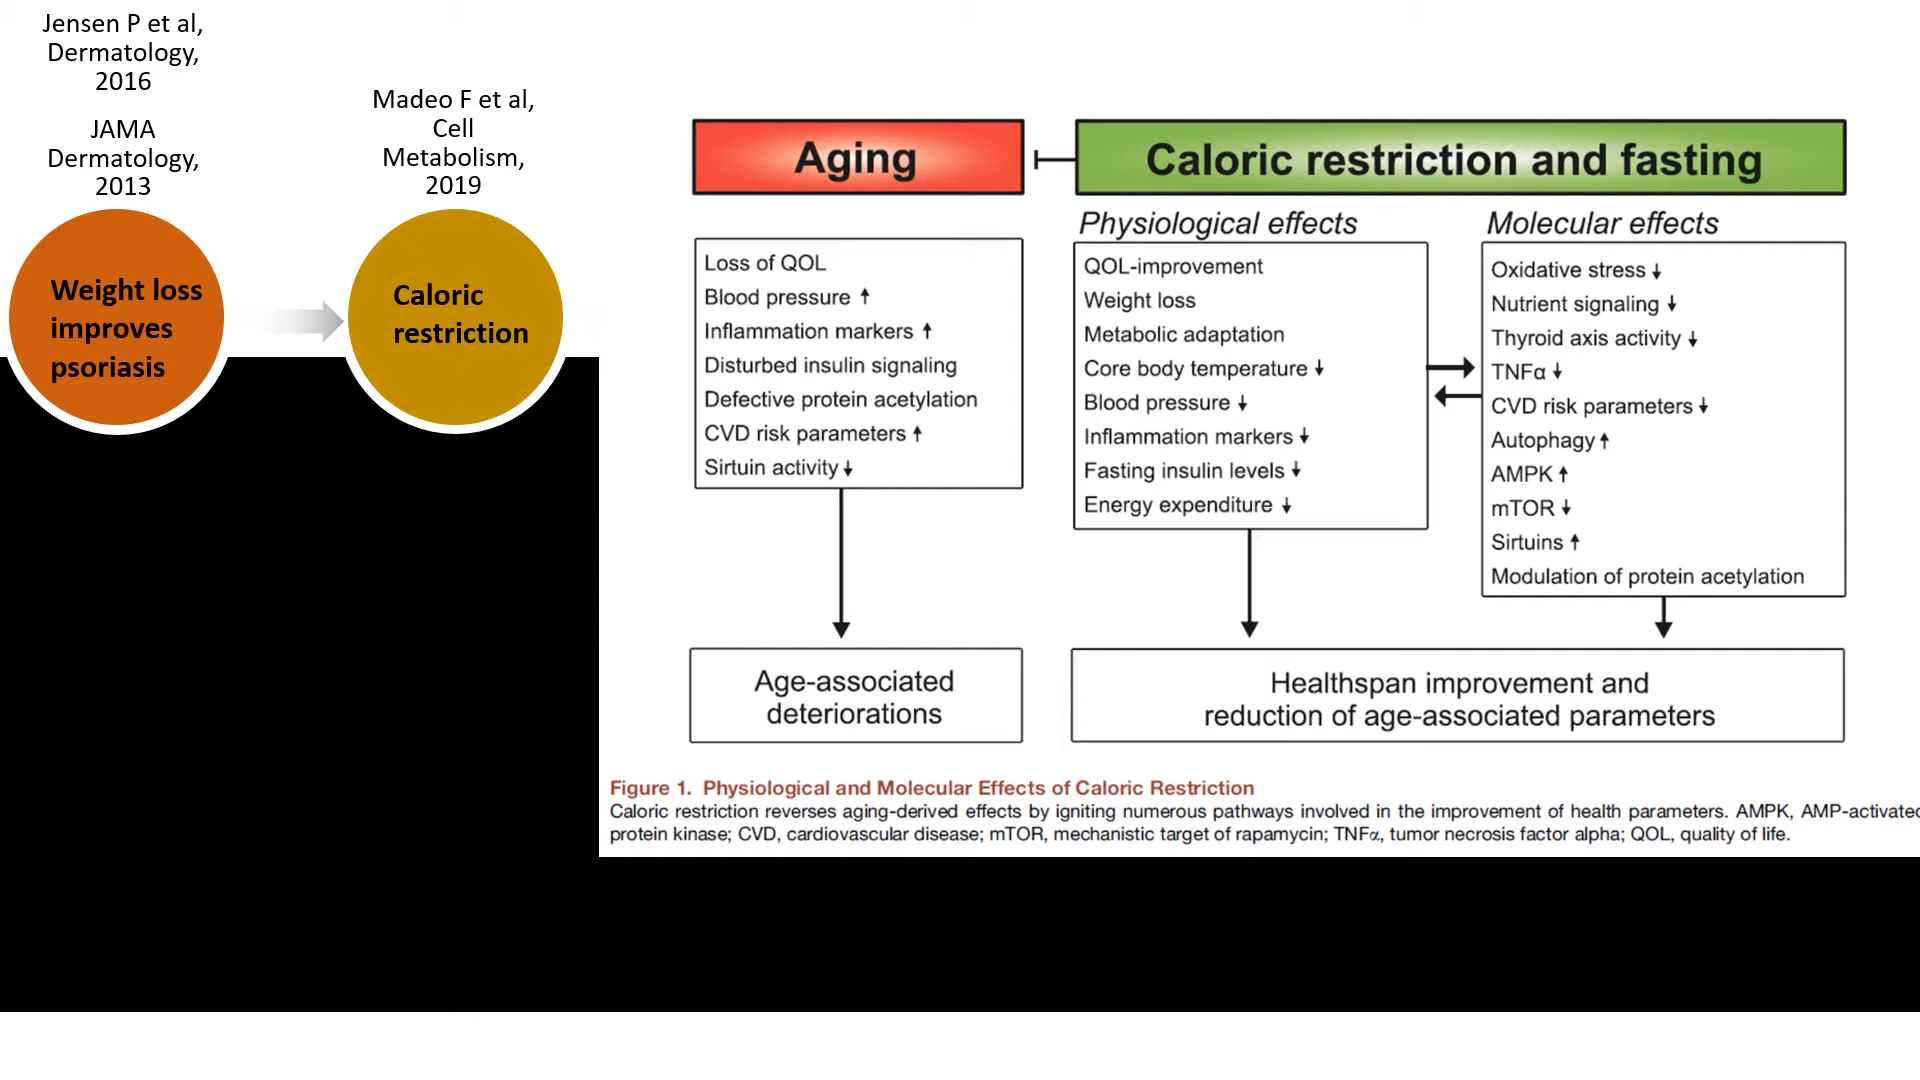 Jensen P et al,
Dermatology,
2016
JAMA
Dermatology,
2013
Weight loss
improves
psoriasis
Madeo F et al,
Cell
Metabolism,
2019
Caloric
restriction
Aging
Loss of QOL
Blood pressure ↑
Inflammation markers ↑
Disturbed insulin signaling
Defective protein acetylation
CVD risk parameters ↑
Sirtuin activity ↓
Age-associated
deteriorations
Caloric restriction and fasting
Physiological effects
QOL-improvement
Weight loss
Metabolic adaptation
Core body temperature ↓
Blood pressure ↓
Inflammation markers ↓
Fasting insulin levels ↓
Energy expenditure ↓
Molecular effects
Oxidative stress ↓
Nutrient signaling ↓
Thyroid axis activity ↓
TNFα ↓
CVD risk parameters ↓
Autophagy ↑
AMPK ↑
mTOR ↓
Sirtuins ↑
Modulation of protein acetylation
Healthspan improvement and
reduction of age-associated parameters
Figure 1. Physiological and Molecular Effects of Caloric Restriction
Caloric restriction reverses aging-derived effects by igniting numerous pathways involved in the improvement of health parameters. AMPK, AMP-activated
protein kinase; CVD, cardiovascular disease; mTOR, mechanistic target of rapamycin; TNFα, tumor necrosis factor alpha; QOL, quality of life.